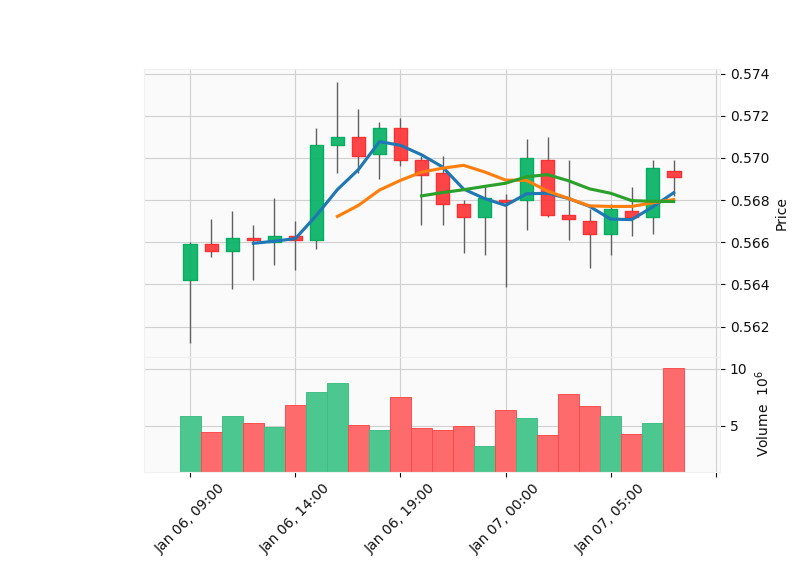 0.574
0.572
0.570
0.568
0.566
0.564
0.562
Price
10
5
Volume 10⁶
Jan 06, 09:00
Jan 06, 14:00
Jan 06, 19:00
Jan 07, 00:00
Jan 07, 05:00